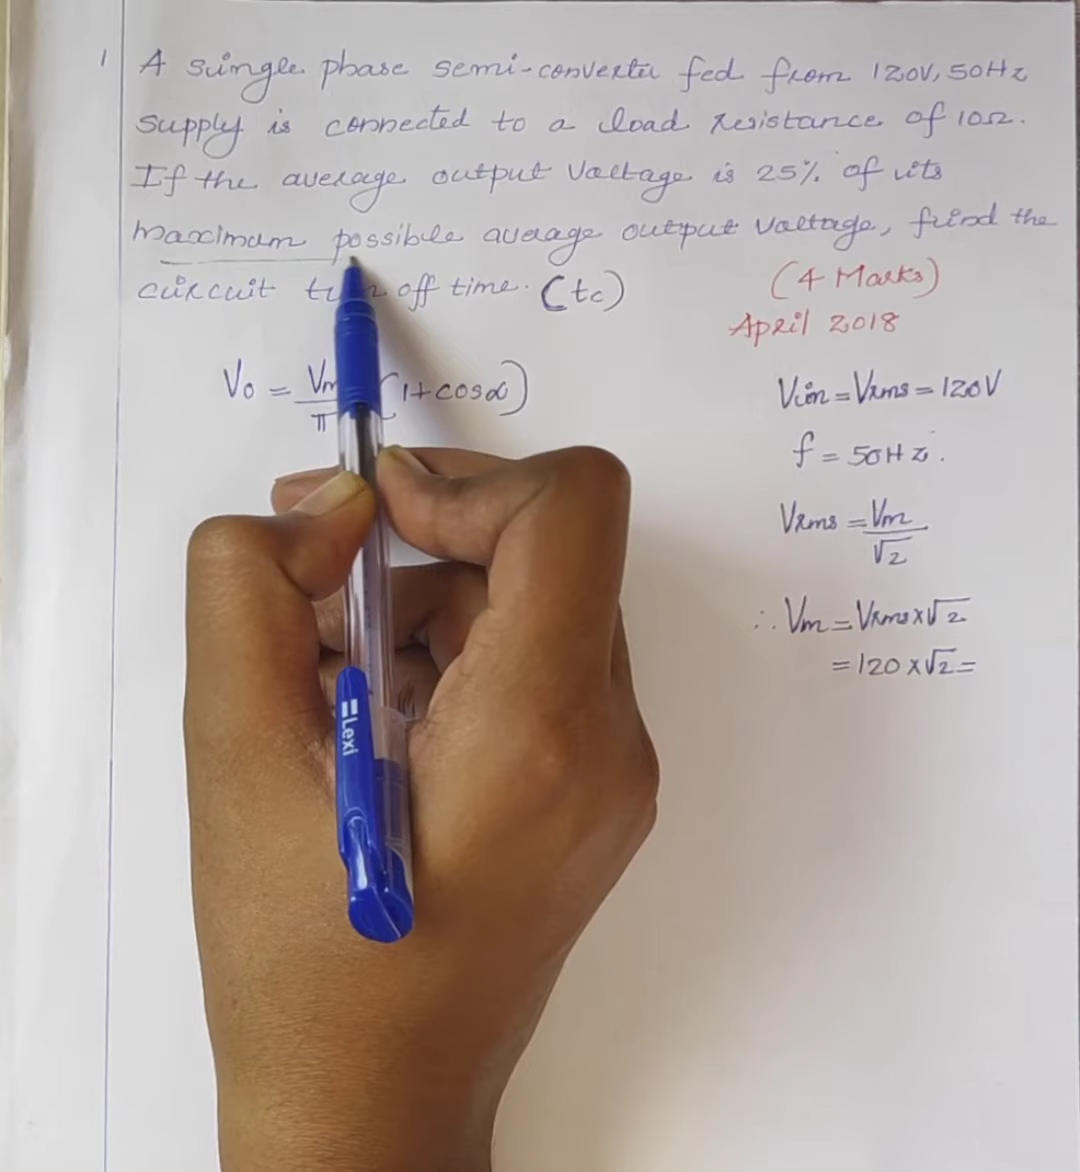 1 A single phase semi-converter fed from 120V, 50Hz
supply is connected to a load resistance of 10Ω.
If the average output Voltage is 25% of its
maximum possible average output voltage, find the
circuit off time. (tc)
(4 Marks)
April 2018
V₀ = Vm/π (1+cosα)
Vin = VRms = 120V
f = 50Hz.
VRms = Vm/√2
∴ Vm = VRms×√2
= 120×√2 =
Lexi